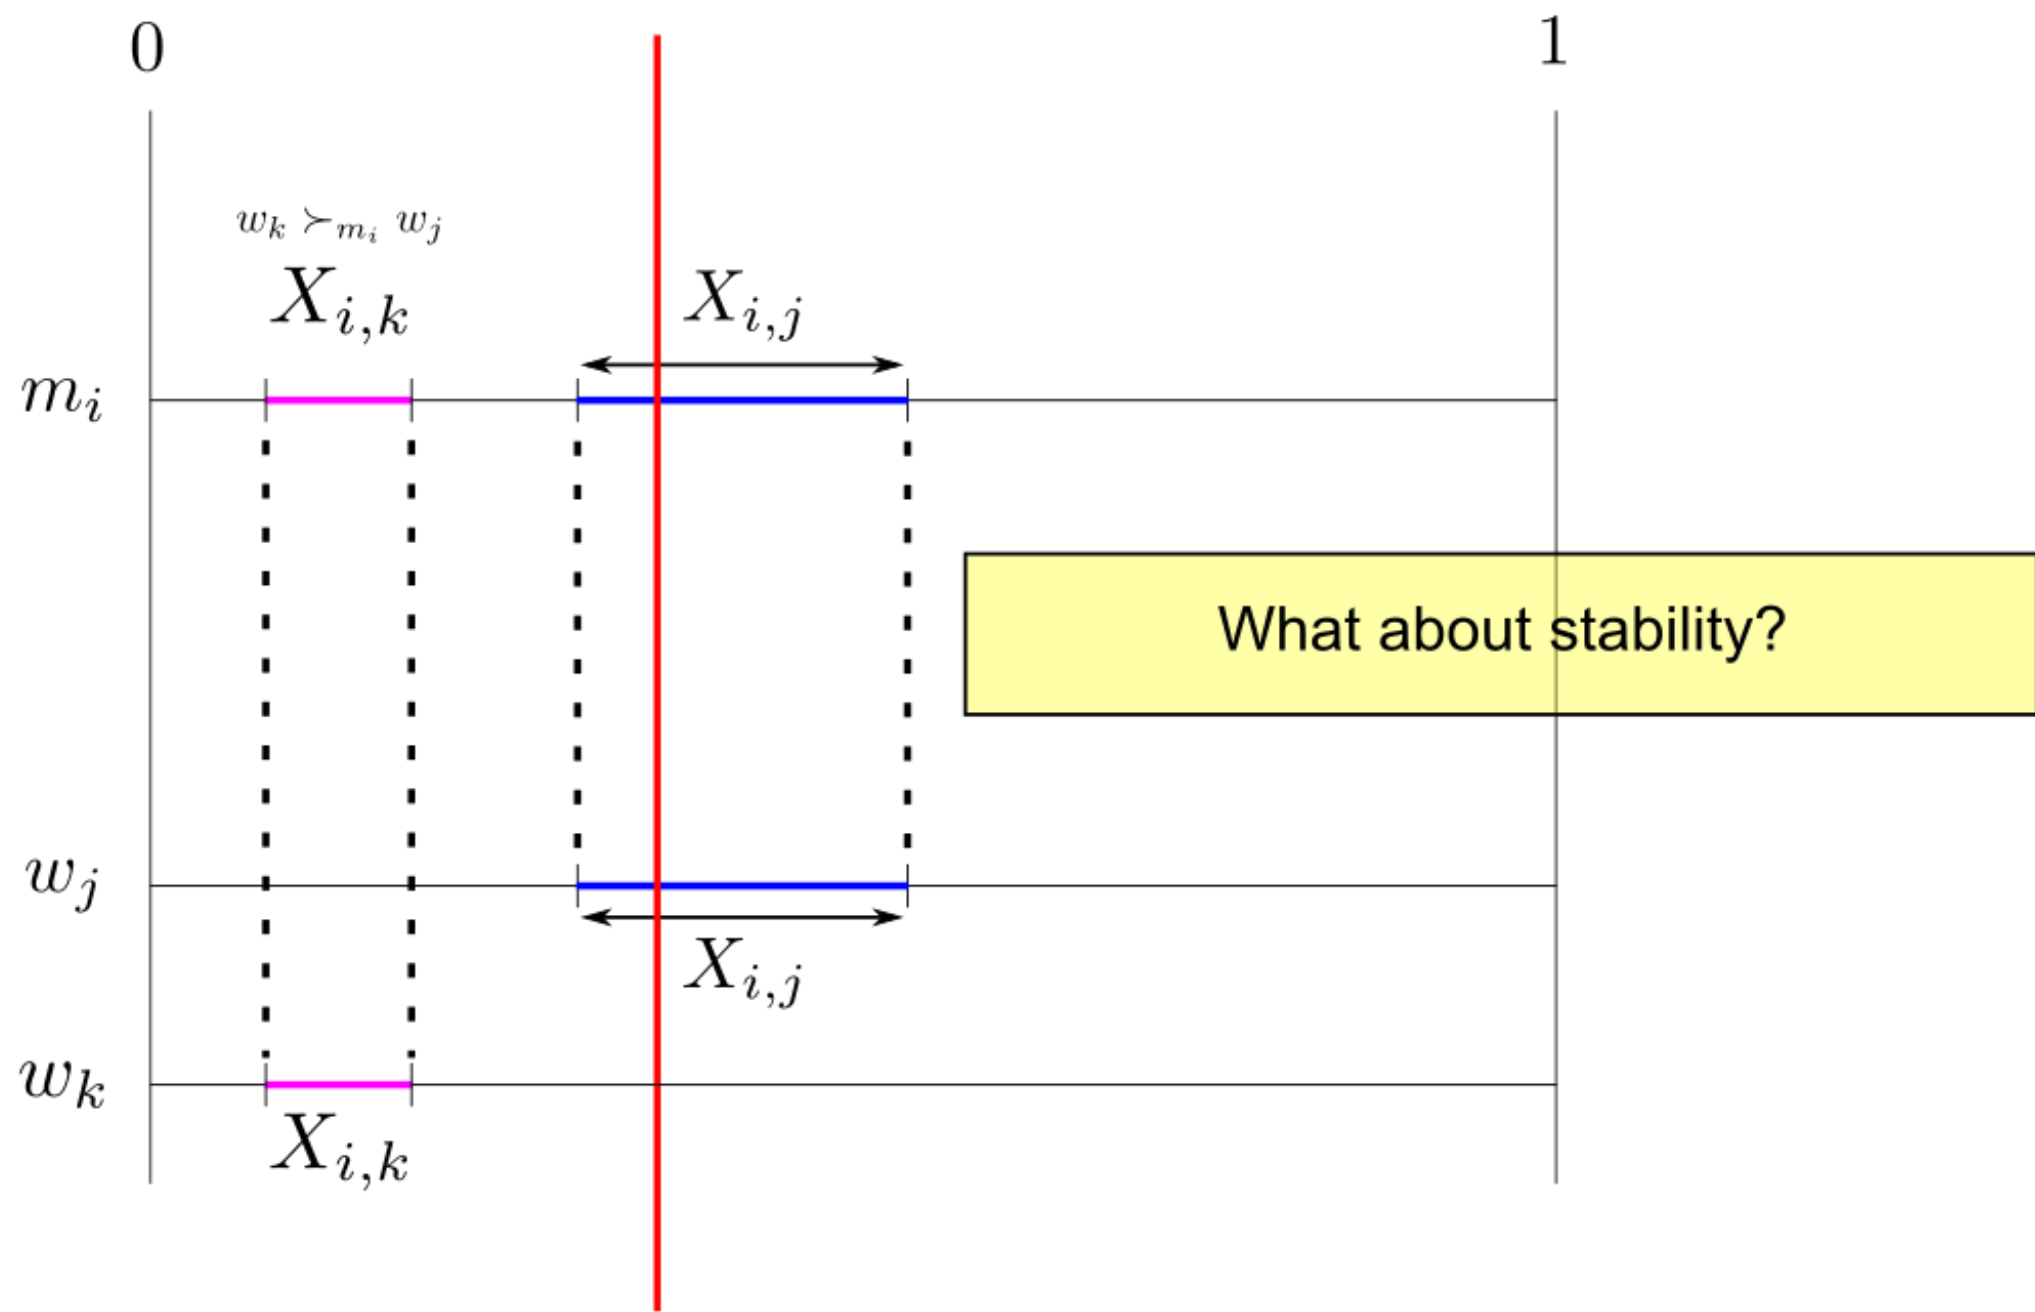 0 1
w_k ≻_{m_i} w_j
X_{i,k} X_{i,j}
m_i
What about stability?
w_j
X_{i,j}
w_k
X_{i,k}